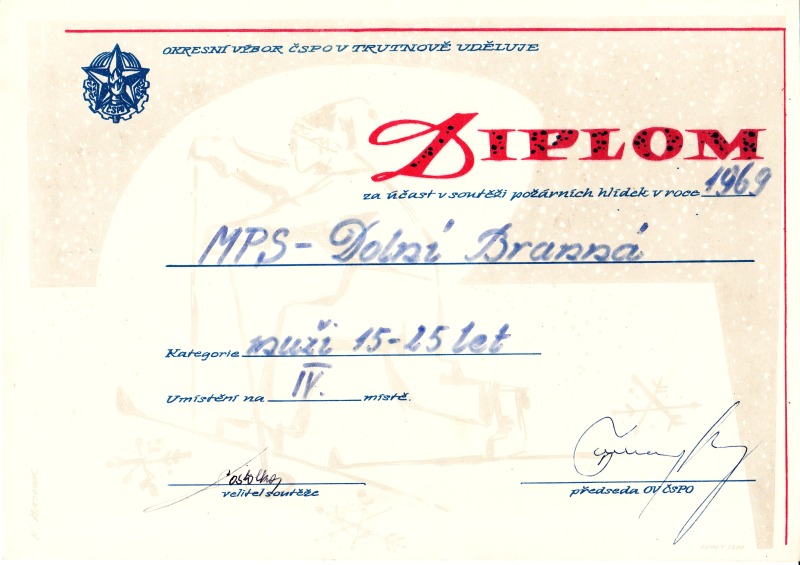 OKRESNÍ VÝBOR ČSPO V TRUTNOVĚ UDĚLUJE
ČSPO
DIPLOM
za účast v soutěži požárních hlídek v roce 1969
MPS - Dolní Branná
Kategorie muži 15-25 let
Umístění na IV. místě.
velitel soutěže
předseda OV ČSPO